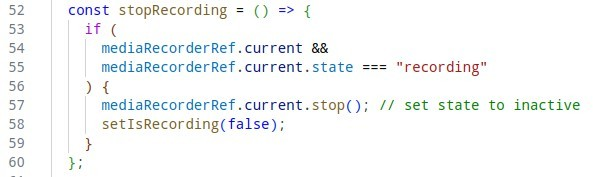 52 const stopRecording = () => {
53 if (
54 mediaRecorderRef.current &&
55 mediaRecorderRef.current.state === "recording"
56 ) {
57 mediaRecorderRef.current.stop(); // set state to inactive
58 setIsRecording(false);
59 }
60 };